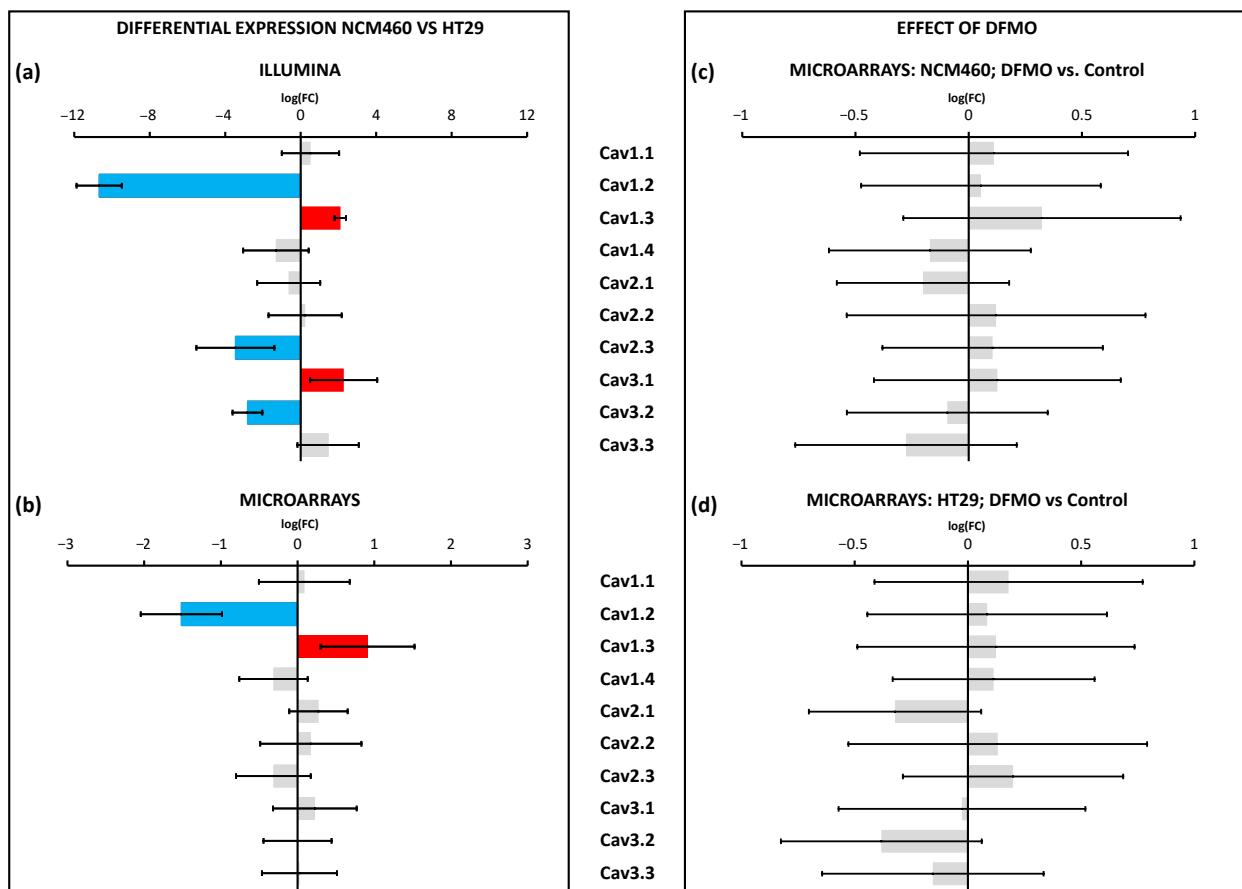 DIFFERENTIAL EXPRESSION NCM460 VS HT29
(a)
ILLUMINA
log(FC)
−12 −8 −4 0 4 8 12
EFFECT OF DFMO
(c)
MICROARRAYS: NCM460; DFMO vs. Control
log(FC)
−1 −0.5 0 0.5 1
Cav1.1
Cav1.2
Cav1.3
Cav1.4
Cav2.1
Cav2.2
Cav2.3
Cav3.1
Cav3.2
Cav3.3
(b)
MICROARRAYS
log(FC)
−3 −2 −1 0 1 2 3
(d)
MICROARRAYS: HT29; DFMO vs Control
log(FC)
−1 −0.5 0 0.5 1
Cav1.1
Cav1.2
Cav1.3
Cav1.4
Cav2.1
Cav2.2
Cav2.3
Cav3.1
Cav3.2
Cav3.3